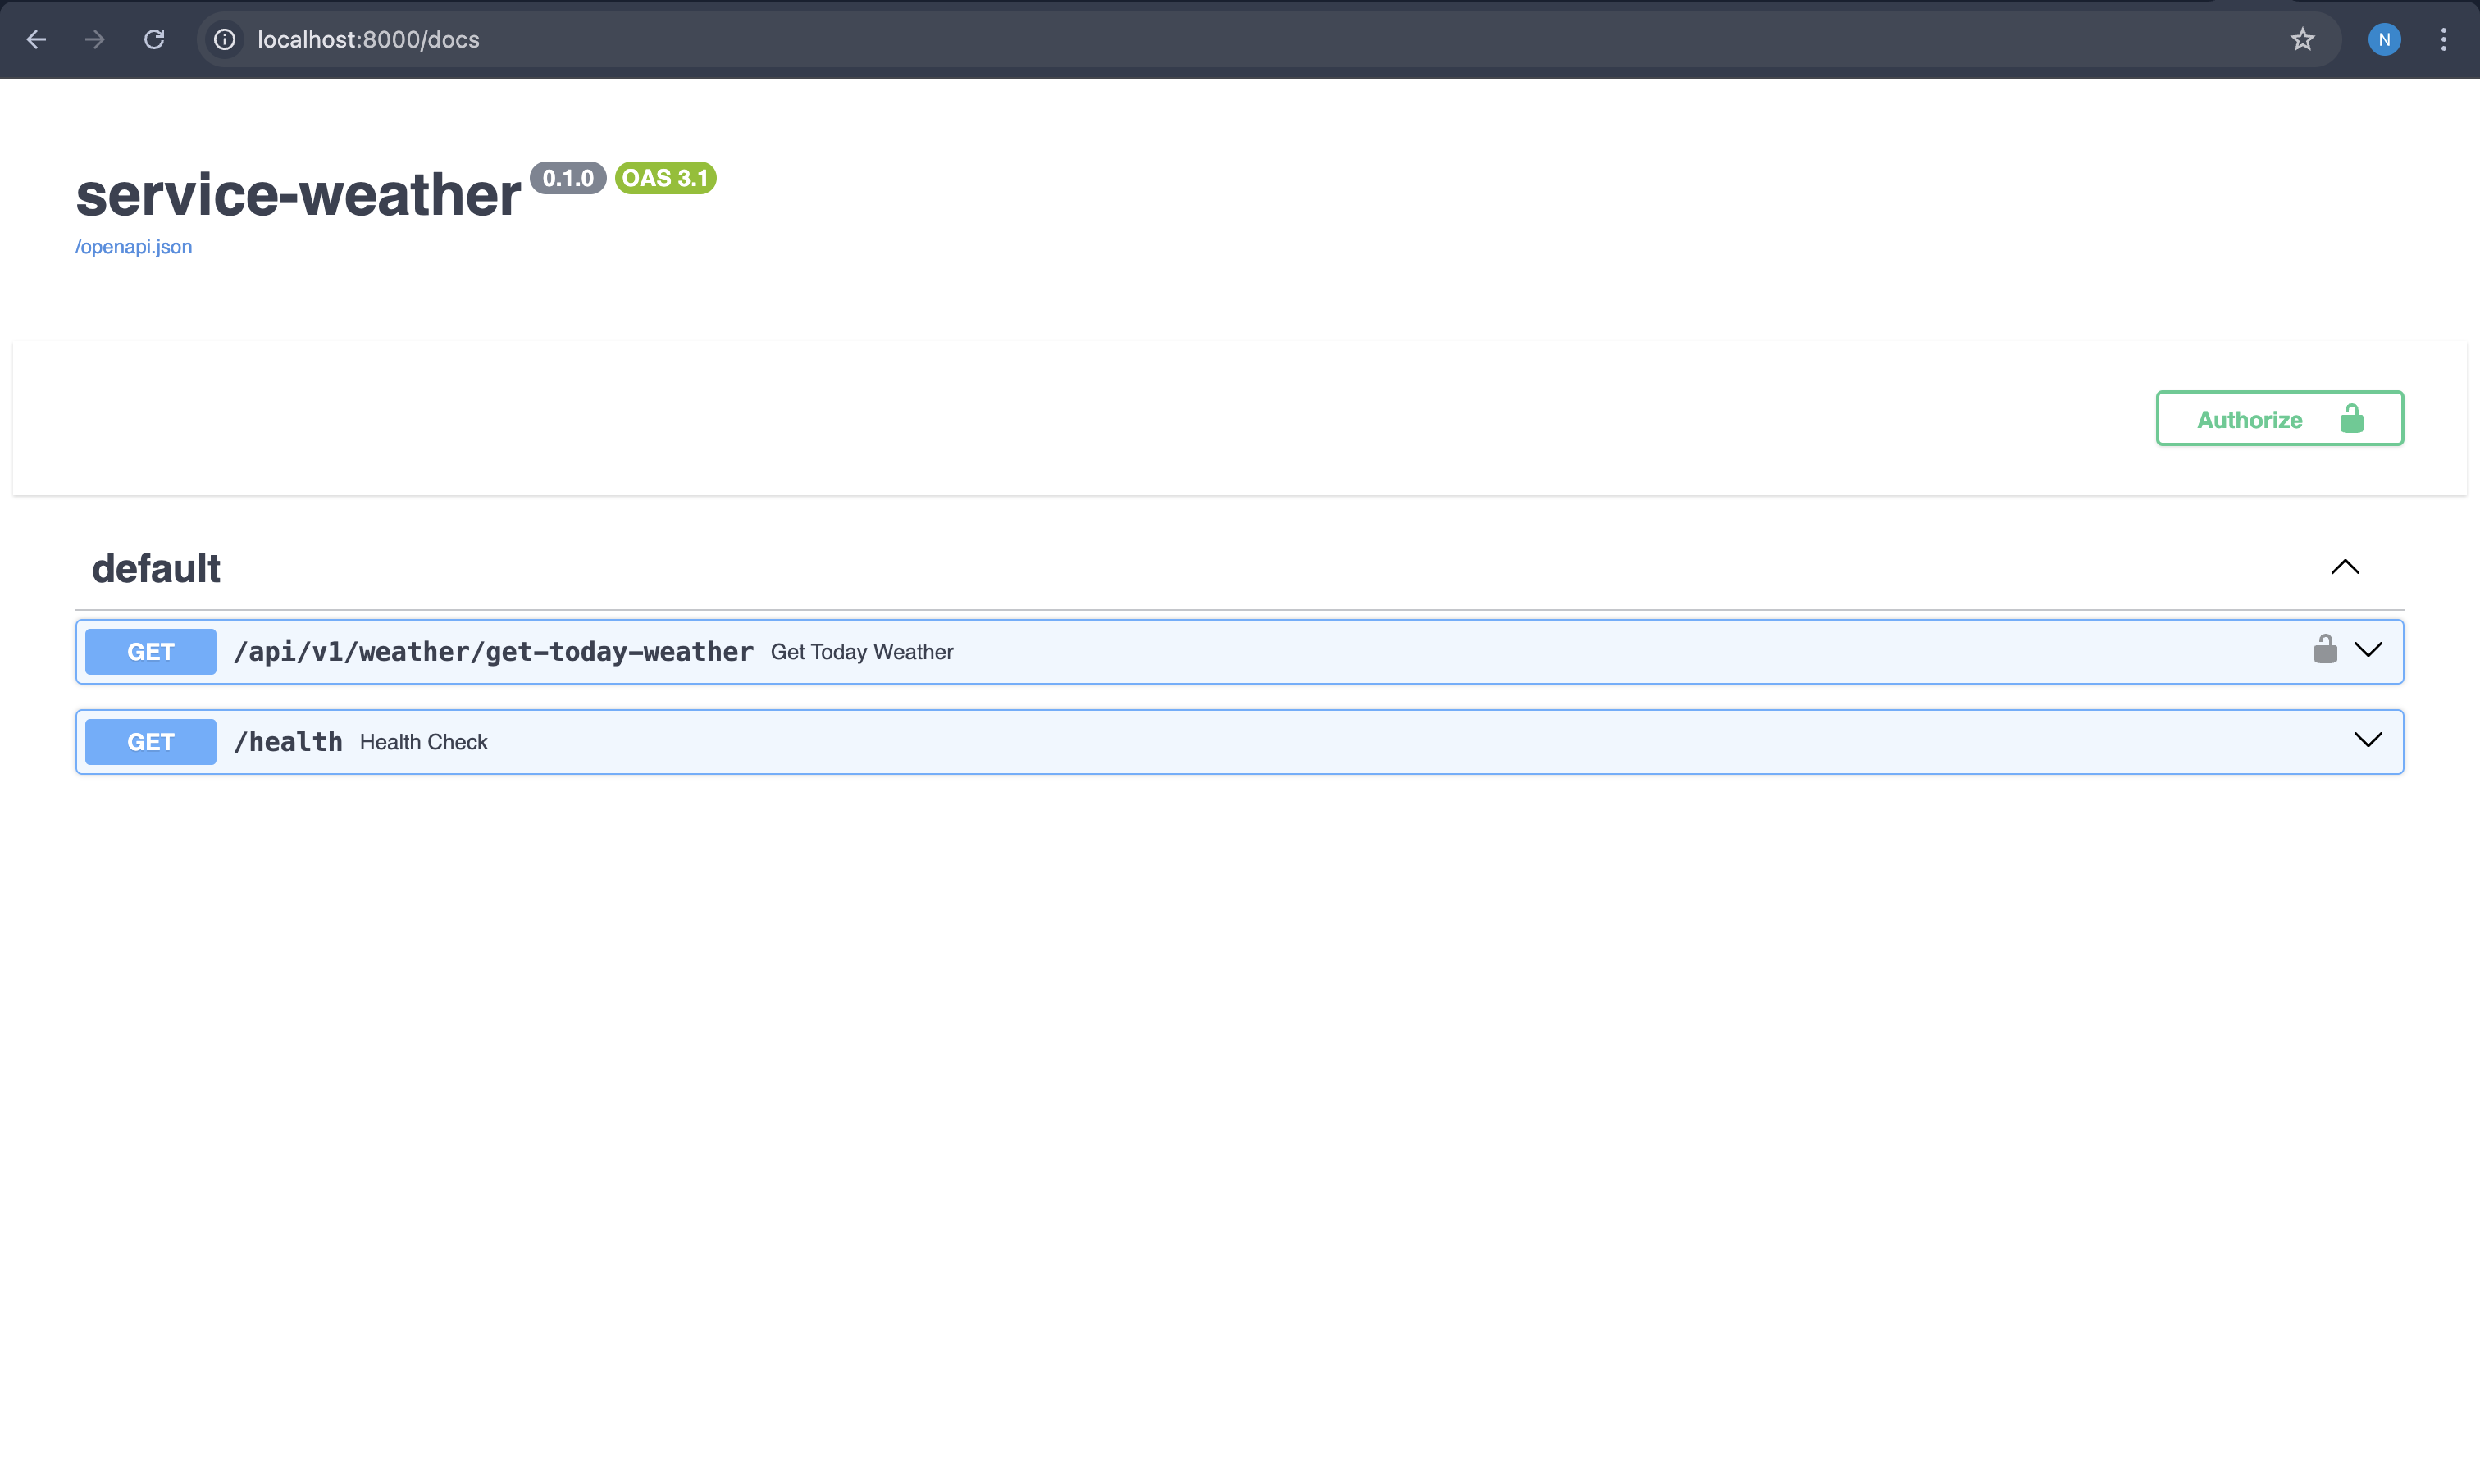 localhost:8000/docs
N
service-weather 0.1.0 OAS 3.1
/openapi.json
Authorize
default
GET /api/v1/weather/get-today-weather Get Today Weather
GET /health Health Check